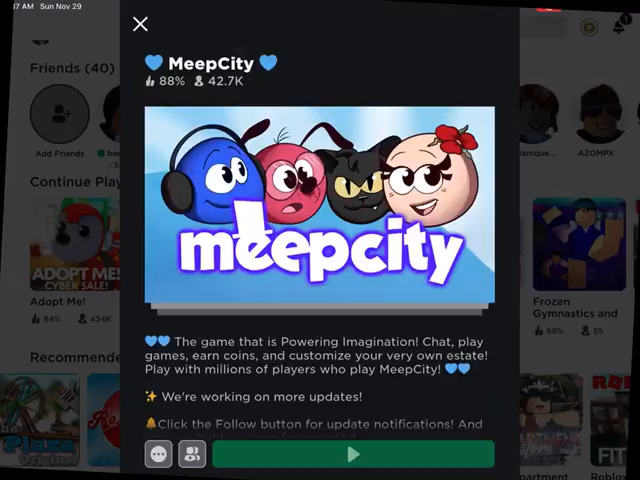 Sun Nov 29
💙 MeepCity 💙
88% 42.7K
Friends (40)
Add Friends
AZOMPX
Continue Play
meepcity
ADOPT ME!
CYBER SALE!
Adopt Me!
84% 434K
Frozen
Gymnastics and
68% 55
💙💙 The game that is Powering Imagination! Chat, play
games, earn coins, and customize your very own estate!
Play with millions of players who play MeepCity! 💙💙
✨ We're working on more updates!
🔔Click the Follow button for update notifications! And
Recommende